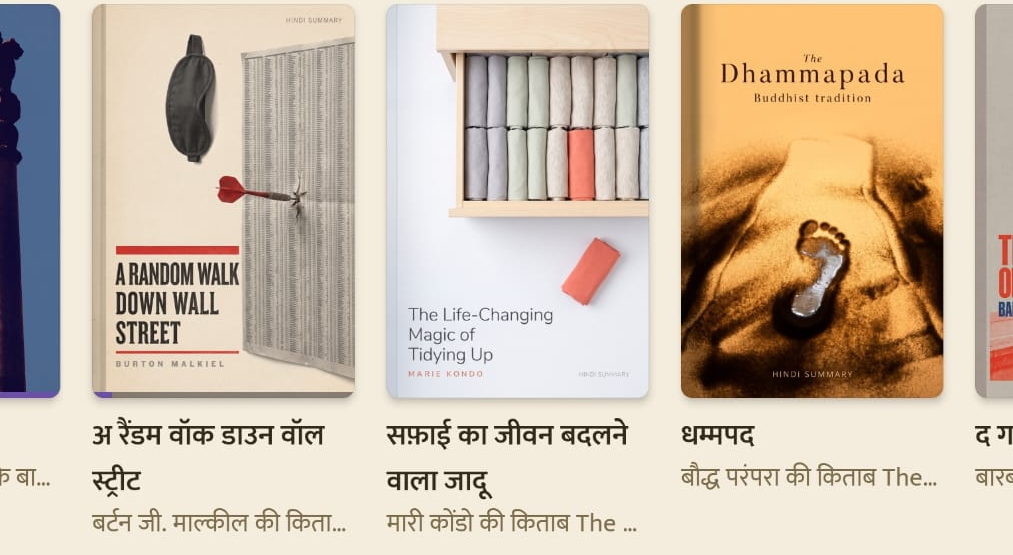 HINDI SUMMARY
A RANDOM WALK
DOWN WALL
STREET
BURTON MALKIEL
The Life-Changing
Magic of
Tidying Up
MARIE KONDO
HINDI SUMMARY
The
Dhammapada
Buddhist tradition
HINDI SUMMARY
अ रैंडम वॉक डाउन वॉल
स्ट्रीट
बर्टन जी. माल्कील की किता...
सफ़ाई का जीवन बदलने
वाला जादू
मारी कोंडो की किताब The ...
धम्मपद
बौद्ध परंपरा की किताब The...